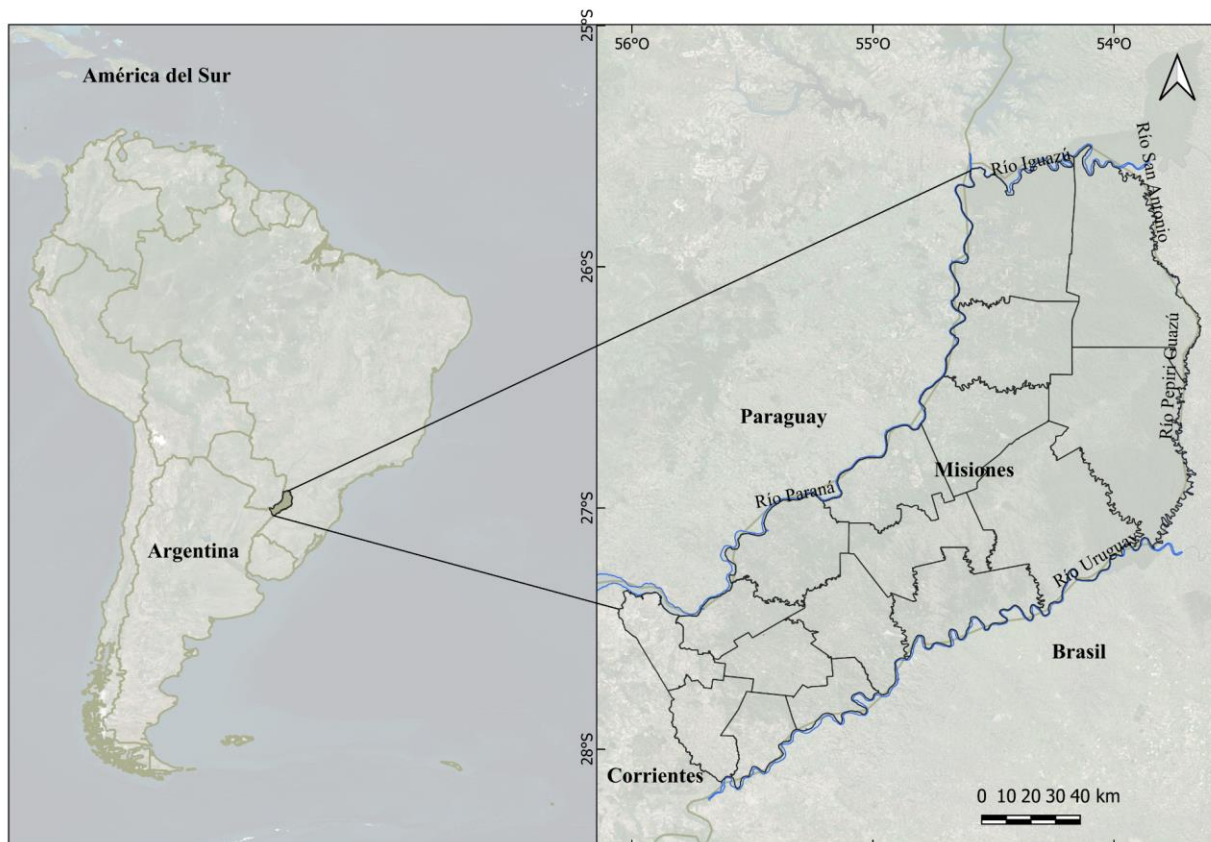 América del Sur
Argentina
56°O
55°O
54°O
25°S
26°S
27°S
28°S
Río Iguazú
Río San Antonio
Río Pepiri Guazú
Paraguay
Misiones
Río Paraná
Río Uruguay
Brasil
Corrientes
0 10 20 30 40 km